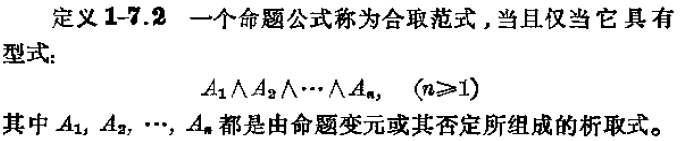 定义 1-7.2 一个命题公式称为合取范式,当且仅当它具有
型式:
A₁∧A₂∧⋯∧Aₙ, (n⩾1)
其中 A₁, A₂, ⋯, Aₙ 都是由命题变元或其否定所组成的析取式。